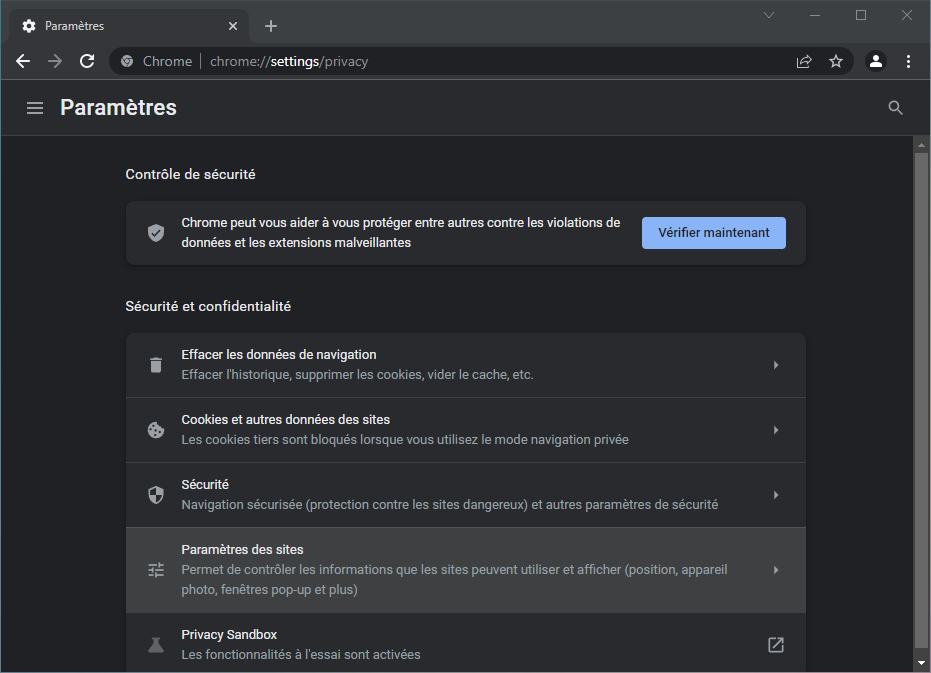 Paramètres
Chrome | chrome://settings/privacy
Paramètres
Contrôle de sécurité
Chrome peut vous aider à vous protéger entre autres contre les violations de
données et les extensions malveillantes
Vérifier maintenant
Sécurité et confidentialité
Effacer les données de navigation
Effacer l'historique, supprimer les cookies, vider le cache, etc.
Cookies et autres données des sites
Les cookies tiers sont bloqués lorsque vous utilisez le mode navigation privée
Sécurité
Navigation sécurisée (protection contre les sites dangereux) et autres paramètres de sécurité
Paramètres des sites
Permet de contrôler les informations que les sites peuvent utiliser et afficher (position, appareil
photo, fenêtres pop-up et plus)
Privacy Sandbox
Les fonctionnalités à l'essai sont activées